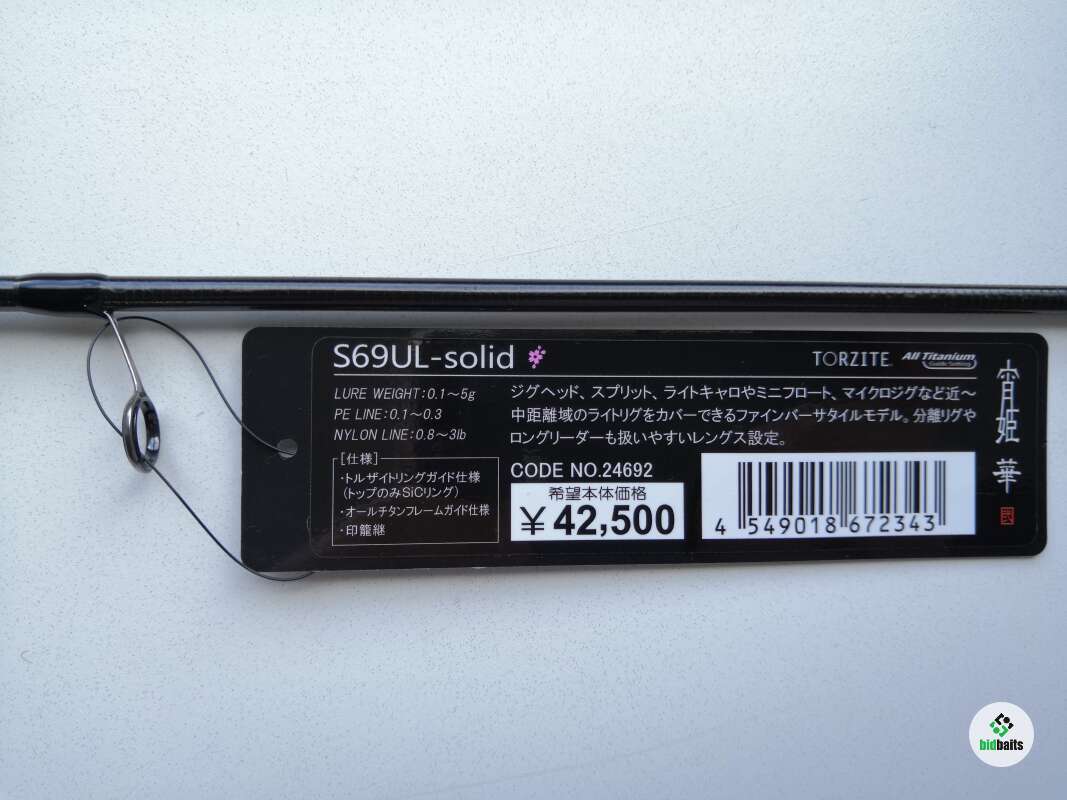 S69UL-solid
TORZITE
All Titanium
Guide Setting
LURE WEIGHT:0.1～5g
PE LINE:0.1～0.3
NYLON LINE:0.8～3lb
ジグヘッド、スプリット、ライトキャロやミニフロート、マイクロジグなど近～
中距離域のライトリグをカバーできるファインバーサタイルモデル。分離リグや
ロングリーダーも扱いやすいレングス設定。
[仕様]
・トルザイトリングガイド仕様
(トップのみSiCリング)
・オールチタンフレームガイド仕様
・印籠継
CODE NO.24692
希望本体価格
￥42,500
4 549018 672343
宵姫 華
bidbaits